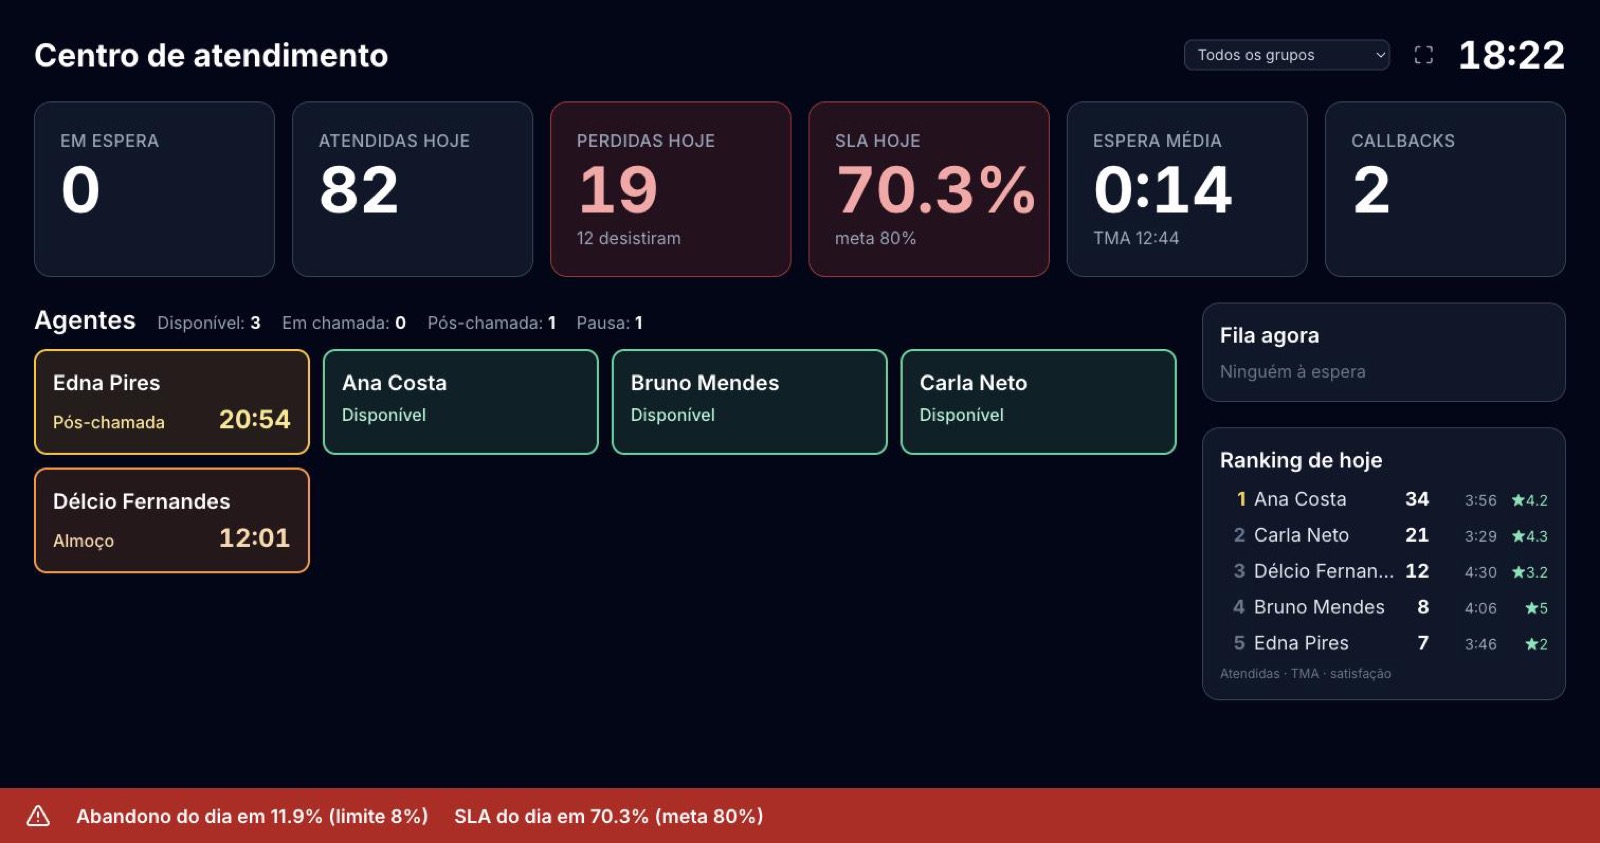 Centro de atendimento
Todos os grupos
18:22
EM ESPERA
0
ATENDIDAS HOJE
82
PERDIDAS HOJE
19
12 desistiram
SLA HOJE
70.3%
meta 80%
ESPERA MÉDIA
0:14
TMA 12:44
CALLBACKS
2
Agentes Disponível: 3 Em chamada: 0 Pós-chamada: 1 Pausa: 1
Edna Pires
Pós-chamada 20:54
Ana Costa
Disponível
Bruno Mendes
Disponível
Carla Neto
Disponível
Délcio Fernandes
Almoço 12:01
Fila agora
Ninguém à espera
Ranking de hoje
1 Ana Costa 34 3:56 ★4.2
2 Carla Neto 21 3:29 ★4.3
3 Délcio Fernan... 12 4:30 ★3.2
4 Bruno Mendes 8 4:06 ★5
5 Edna Pires 7 3:46 ★2
Atendidas · TMA · satisfação
Abandono do dia em 11.9% (limite 8%) SLA do dia em 70.3% (meta 80%)